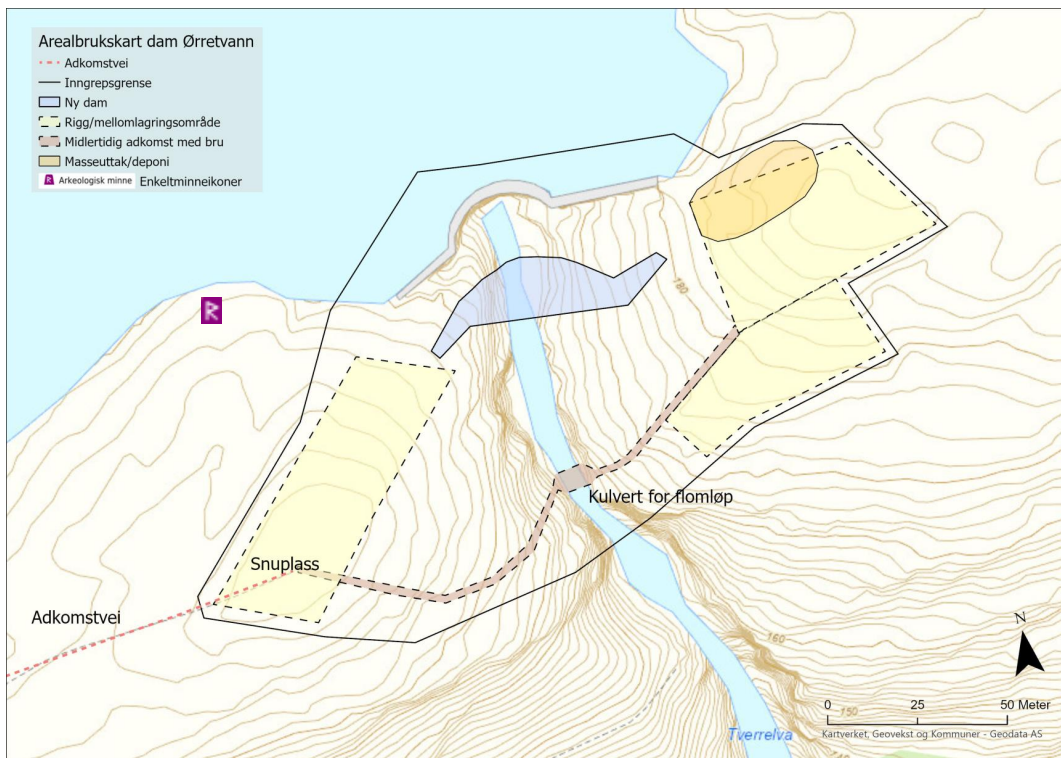 Arealbrukskart dam Ørretvann
Adkomstvei
Inngrepsgrense
Ny dam
Rigg/mellomlagringsområde
Midlertidig adkomst med bru
Masseuttak/deponi
R Arkeologisk minne Enkeltminneikoner
R
180
Kulvert for flomløp
Snuplass
Adkomstvei
N
160
0 25 50 Meter
150
Tverrelva
Kartverket, Geovekst og Kommuner - Geodata AS